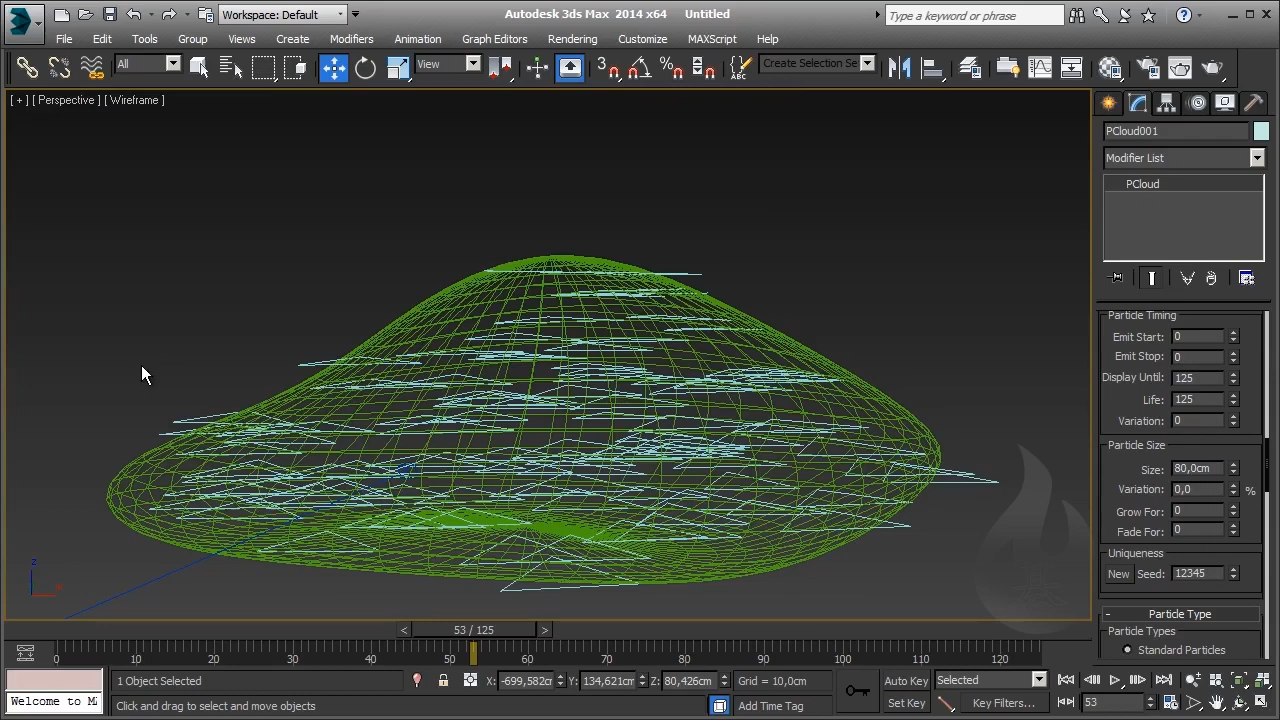 Workspace: Default
Autodesk 3ds Max 2014 x64 Untitled
Type a keyword or phrase
File Edit Tools Group Views Create Modifiers Animation Graph Editors Rendering Customize MAXScript Help
All
View
3
Create Selection Se
[ + ] [ Perspective ] [ Wireframe ]
PCloud001
Modifier List
PCloud
Particle Timing
Emit Start: 0
Emit Stop: 0
Display Until: 125
Life: 125
Variation: 0
Particle Size
Size: 80,0cm
Variation: 0,0 %
Grow For: 0
Fade For: 0
Uniqueness
New Seed: 12345
- Particle Type
Particle Types
Standard Particles
z
x
< 53 / 125 >
0 10 20 30 40 50 60 70 80 90 100 110 120
1 Object Selected
X: -699,582cm Y: 134,621cm Z: 80,426cm
Grid = 10,0cm
Auto Key Selected
Welcome to M
Click and drag to select and move objects
Add Time Tag
Set Key
Key Filters...
53